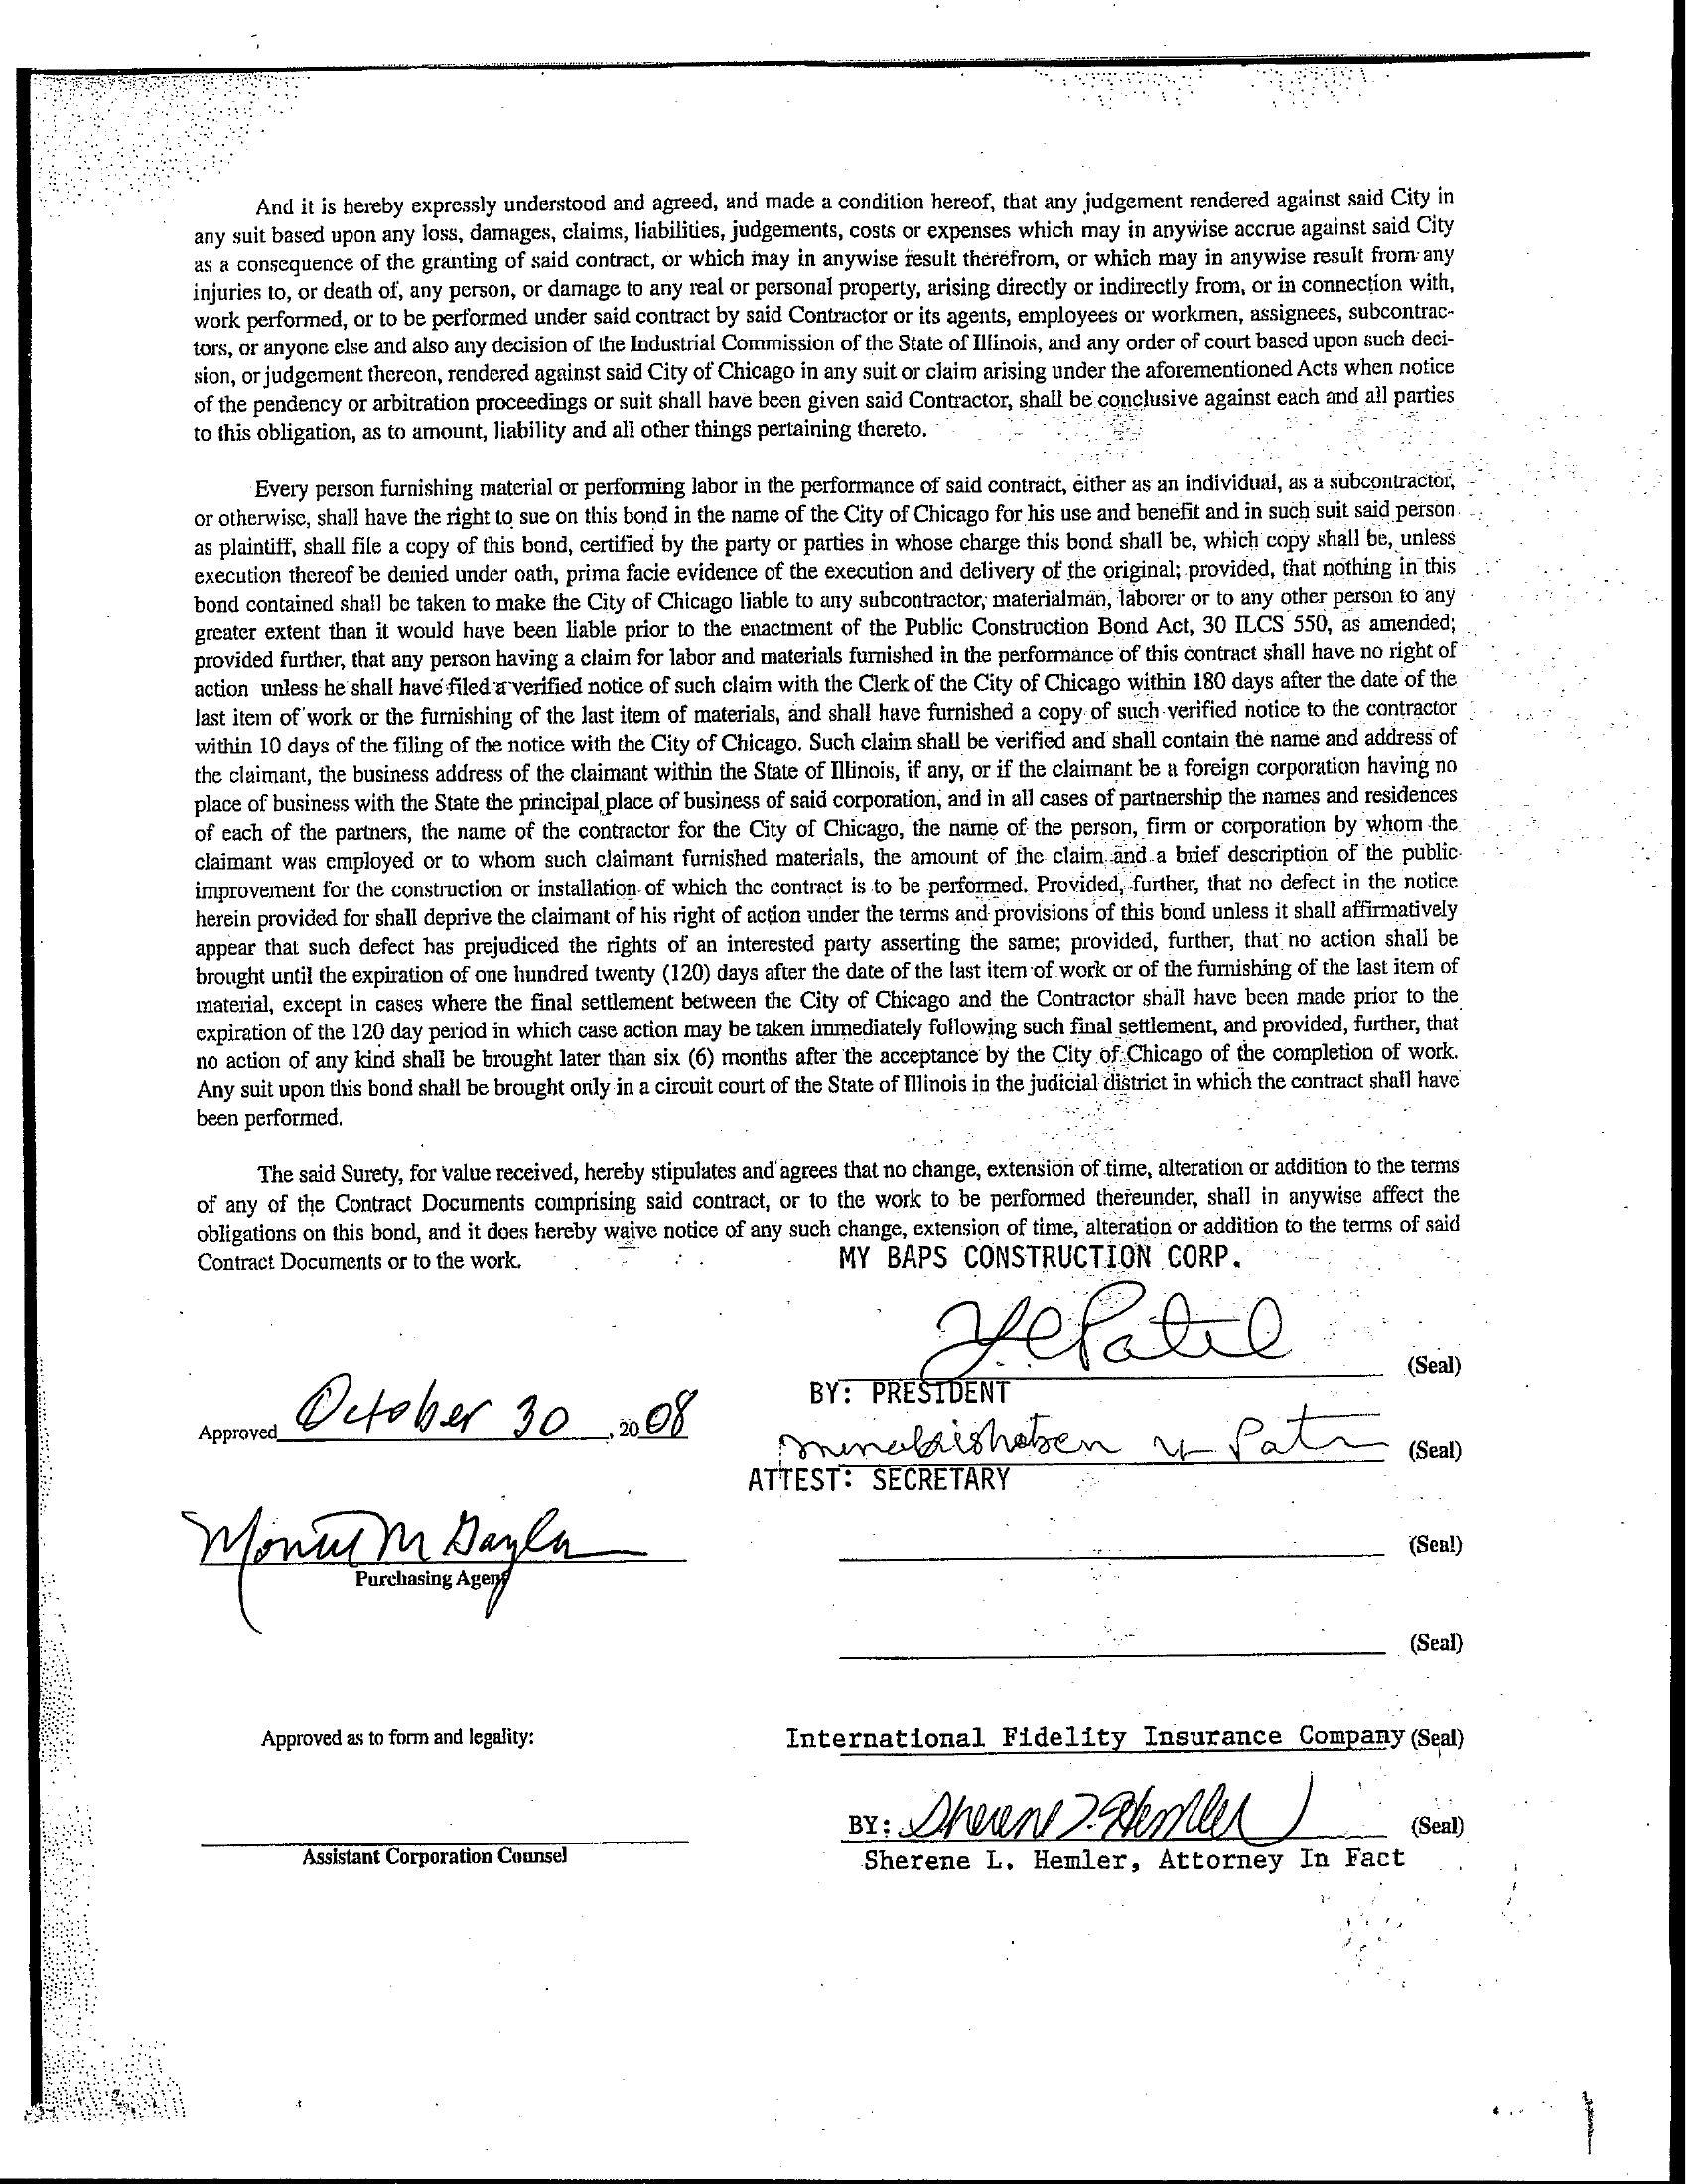 And it is hereby expressly understood and agreed, and made a condition hereof, that any judgement rendered against said City in
any suit based upon any loss, damages, claims, liabilities, judgements, costs or expenses which may in anywise accrue against said City
as a consequence of the granting of said contract, or which may in anywise result therefrom, or which may in anywise result from any
injuries to, or death of, any person, or damage to any real or personal property, arising directly or indirectly from, or in connection with,
work performed, or to be performed under said contract by said Contractor or its agents, employees or workmen, assignees, subcontrac-
tors, or anyone else and also any decision of the Industrial Commission of the State of Illinois, and any order of court based upon such deci-
sion, or judgement thereon, rendered against said City of Chicago in any suit or claim arising under the aforementioned Acts when notice
of the pendency or arbitration proceedings or suit shall have been given said Contractor, shall be conclusive against each and all parties
to this obligation, as to amount, liability and all other things pertaining thereto.
Every person furnishing material or performing labor in the performance of said contract, either as an individual, as a subcontractor,
or otherwise, shall have the right to sue on this bond in the name of the City of Chicago for his use and benefit and in such suit said person
as plaintiff, shall file a copy of this bond, certified by the party or parties in whose charge this bond shall be, which copy shall be, unless
execution thereof be denied under oath, prima facie evidence of the execution and delivery of the original; provided, that nothing in this
bond contained shall be taken to make the City of Chicago liable to any subcontractor, materialman, laborer or to any other person to any
greater extent than it would have been liable prior to the enactment of the Public Construction Bond Act, 30 ILCS 550, as amended;
provided further, that any person having a claim for labor and materials furnished in the performance of this contract shall have no right of
action unless he shall have filed a verified notice of such claim with the Clerk of the City of Chicago within 180 days after the date of the
last item of work or the furnishing of the last item of materials, and shall have furnished a copy of such verified notice to the contractor
within 10 days of the filing of the notice with the City of Chicago. Such claim shall be verified and shall contain the name and address of
the claimant, the business address of the claimant within the State of Illinois, if any, or if the claimant be a foreign corporation having no
place of business with the State the principal place of business of said corporation, and in all cases of partnership the names and residences
of each of the partners, the name of the contractor for the City of Chicago, the name of the person, firm or corporation by whom the
claimant was employed or to whom such claimant furnished materials, the amount of the claim and a brief description of the public
improvement for the construction or installation of which the contract is to be performed. Provided, further, that no defect in the notice
herein provided for shall deprive the claimant of his right of action under the terms and provisions of this bond unless it shall affirmatively
appear that such defect has prejudiced the rights of an interested party asserting the same; provided, further, that no action shall be
brought until the expiration of one hundred twenty (120) days after the date of the last item of work or of the furnishing of the last item of
material, except in cases where the final settlement between the City of Chicago and the Contractor shall have been made prior to the
expiration of the 120 day period in which case action may be taken immediately following such final settlement, and provided, further, that
no action of any kind shall be brought later than six (6) months after the acceptance by the City of Chicago of the completion of work.
Any suit upon this bond shall be brought only in a circuit court of the State of Illinois in the judicial district in which the contract shall have
been performed.
The said Surety, for value received, hereby stipulates and agrees that no change, extension of time, alteration or addition to the terms
of any of the Contract Documents comprising said contract, or to the work to be performed thereunder, shall in anywise affect the
obligations on this bond, and it does hereby waive notice of any such change, extension of time, alteration or addition to the terms of said
Contract Documents or to the work.
MY BAPS CONSTRUCTION CORP.
Patel (Seal)
BY: PRESIDENT
Approved October 30, 2008
(Seal)
ATTEST: SECRETARY
Purchasing Agent
(Seal)
(Seal)
Approved as to form and legality:
International Fidelity Insurance Company (Seal)
BY: Sherene L. Hemler (Seal)
Assistant Corporation Counsel
Sherene L. Hemler, Attorney In Fact